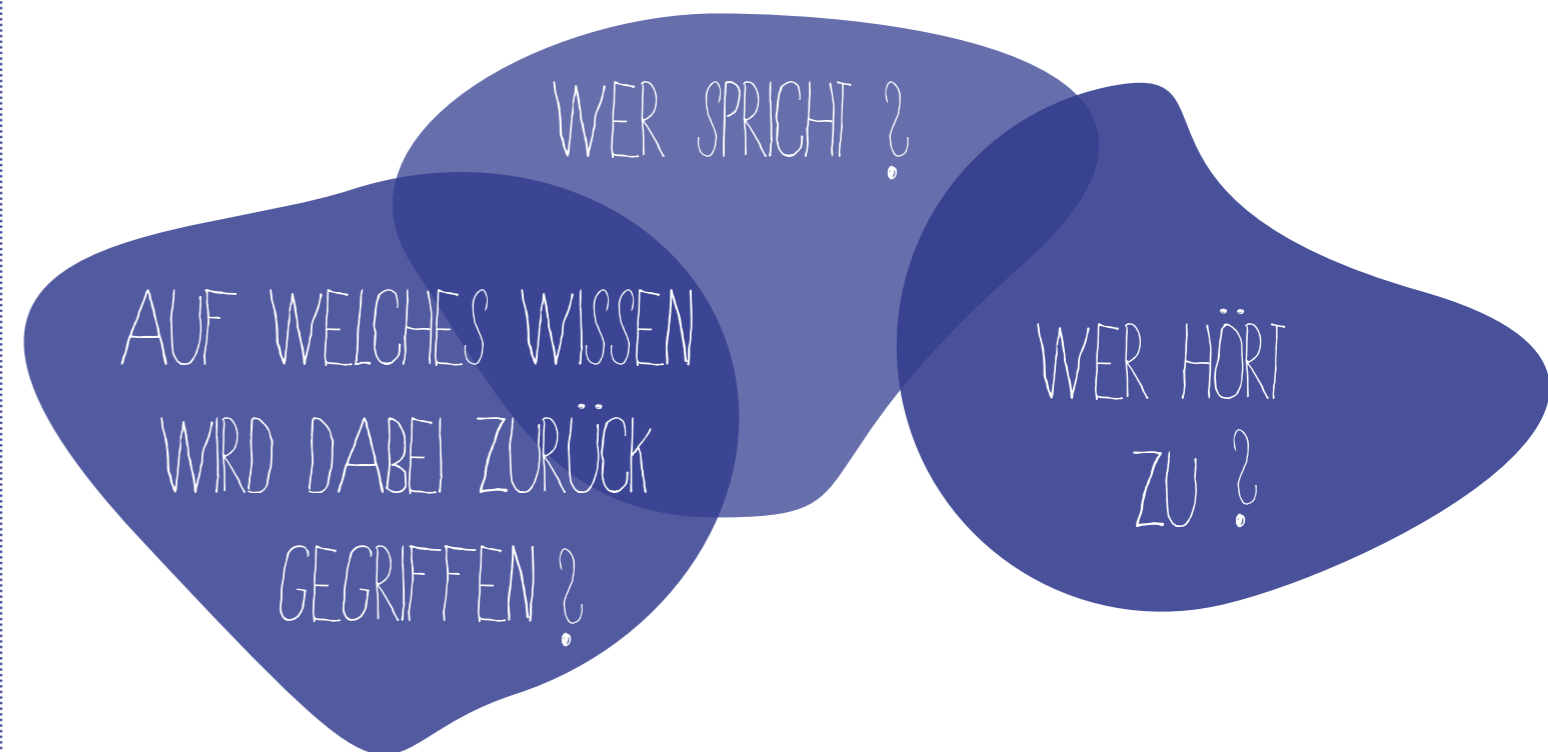 WER SPRICHT ?
AUF WELCHES WISSEN
WIRD DABEI ZURÜCK
GEGRIFFEN ?
WER HÖRT
ZU ?